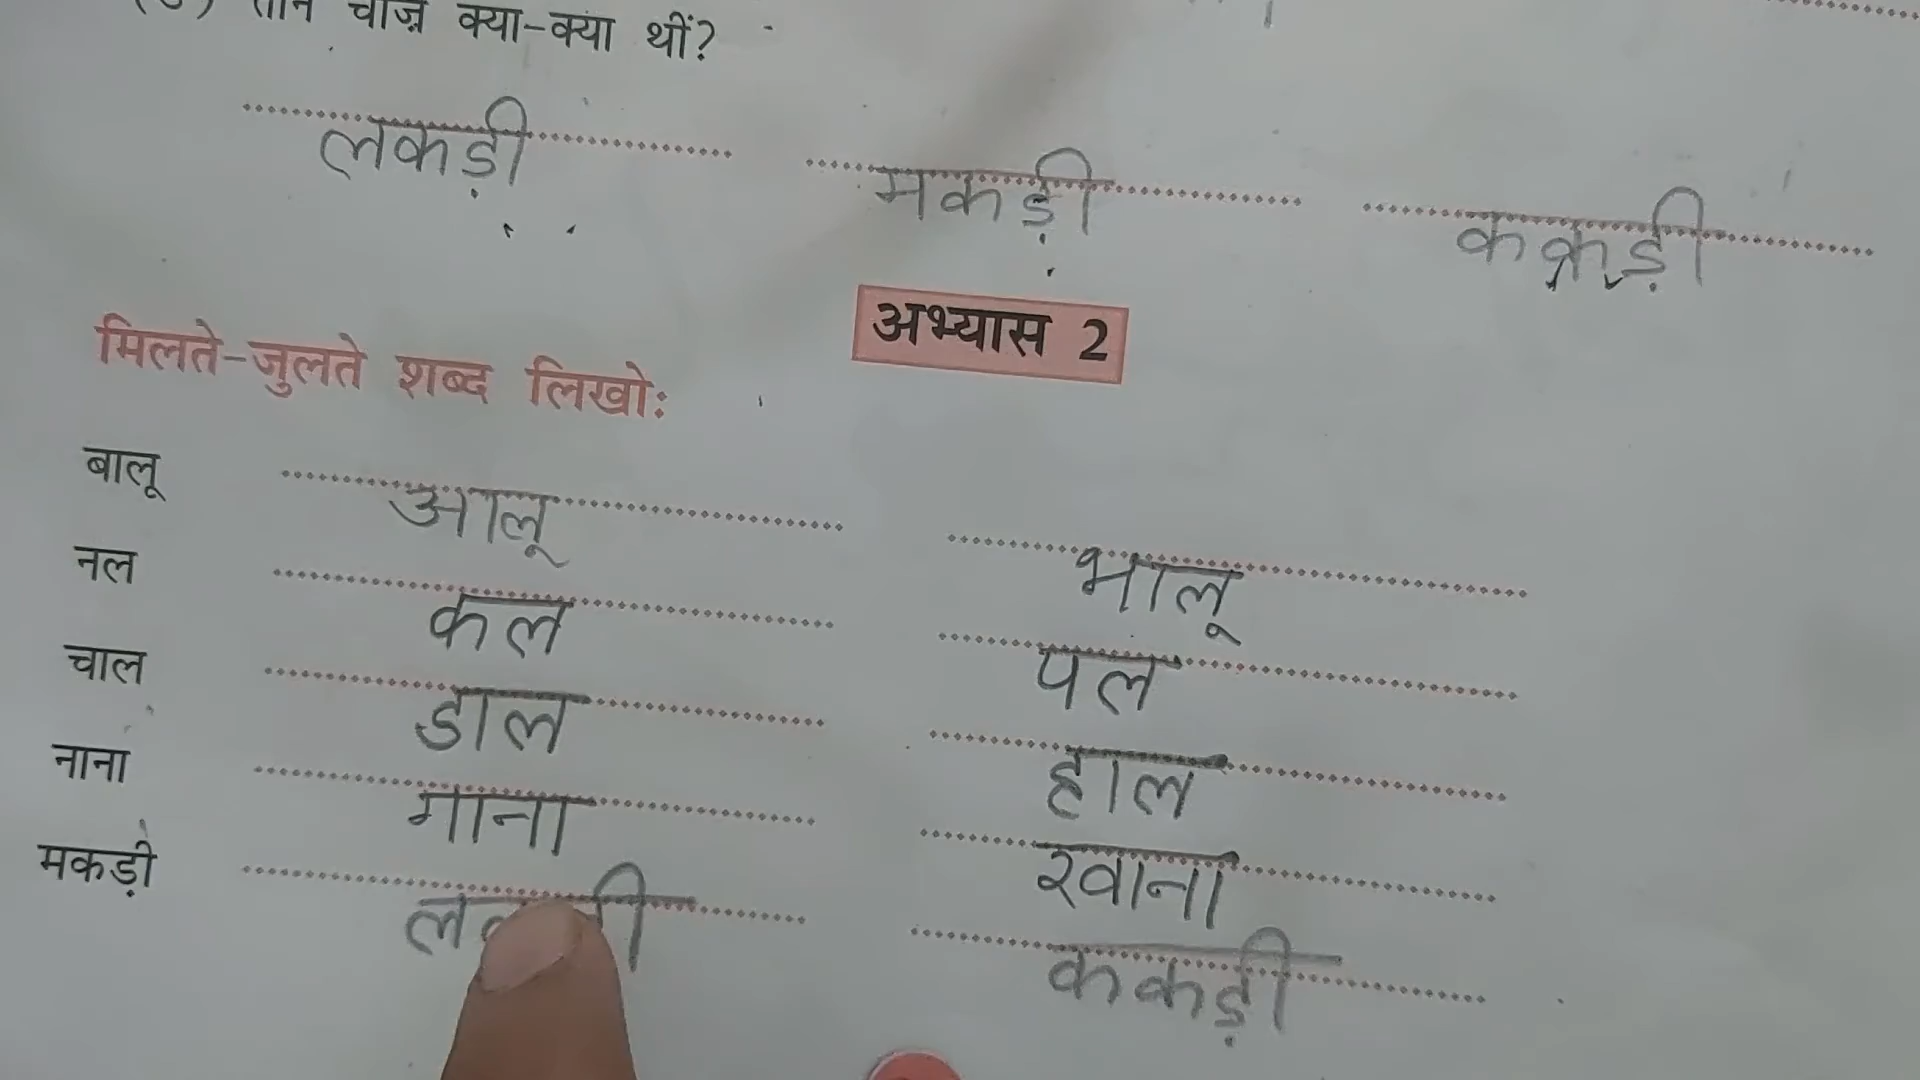 तीन चीज़ें क्या-क्या थीं?
लकड़ी मकड़ी ककड़ी
अभ्यास 2
मिलते-जुलते शब्द लिखो:
बालू आलू भालू
नल कल पल
चाल डाल हाल
नाना गाना खाना
मकड़ी ककड़ी